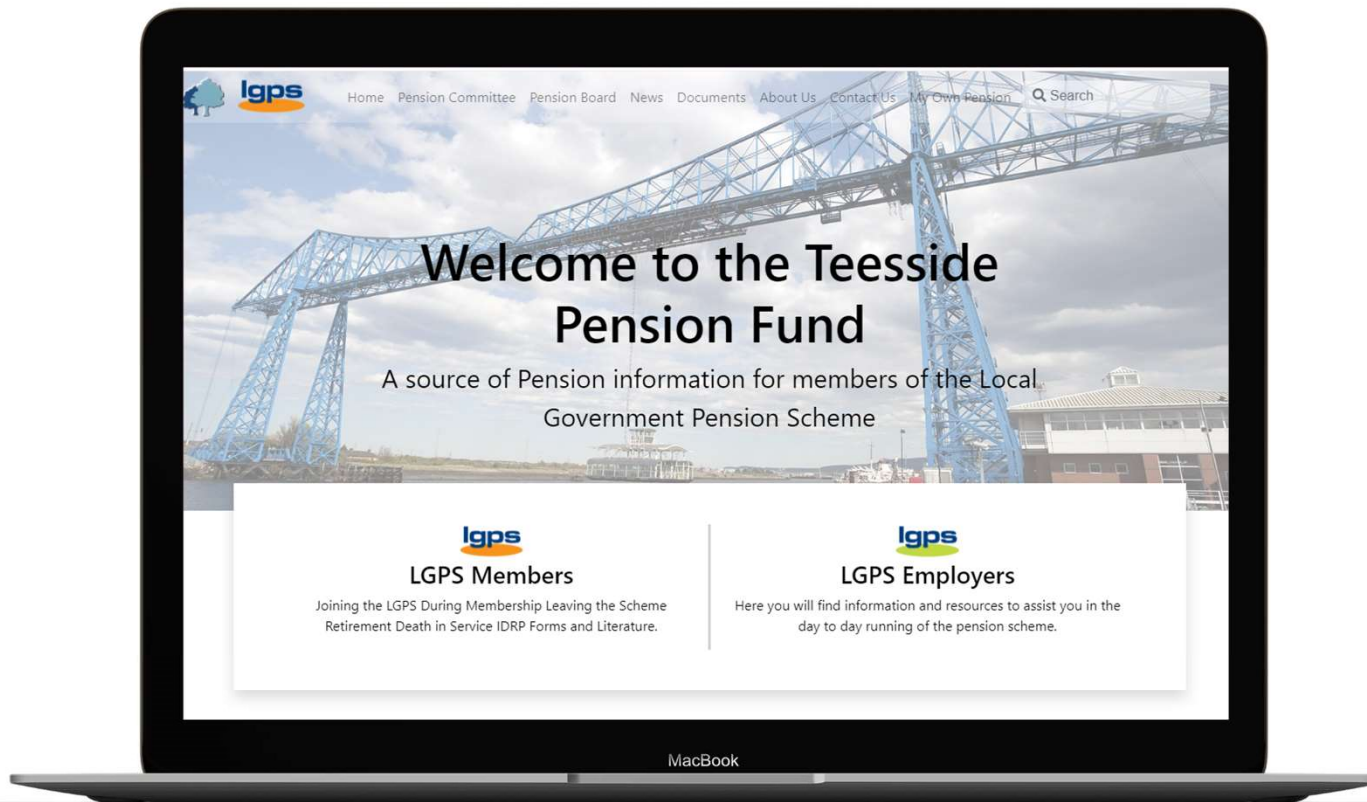 lgps
Home Pension Committee Pension Board News Documents About Us Contact Us My Own Pension Search
Welcome to the Teesside
Pension Fund
A source of Pension information for members of the Local
Government Pension Scheme
lgps
LGPS Members
Joining the LGPS During Membership Leaving the Scheme
Retirement Death in Service IDRP Forms and Literature.
lgps
LGPS Employers
Here you will find information and resources to assist you in the
day to day running of the pension scheme.
MacBook